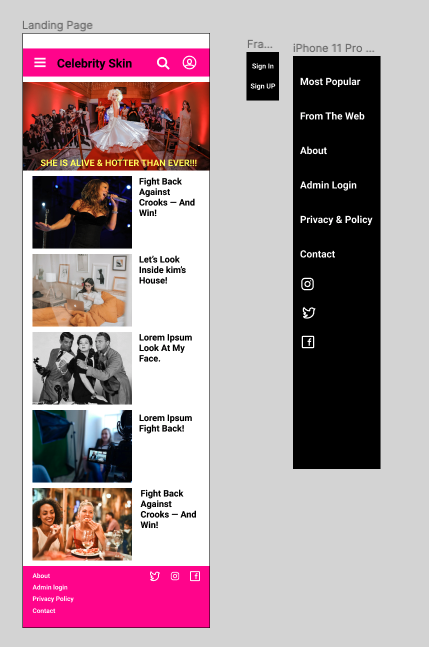 Landing Page
Celebrity Skin
SHE IS ALIVE & HOTTER THAN EVER!!!
Fight Back
Against
Crooks — And
Win!
Let's Look
Inside kim's
House!
Lorem Ipsum
Look At My
Face.
Lorem Ipsum
Fight Back!
Fight Back
Against
Crooks — And
Win!
About
Admin login
Privacy Policy
Contact
Fra...
Sign In
Sign UP
iPhone 11 Pro ...
Most Popular
From The Web
About
Admin Login
Privacy & Policy
Contact